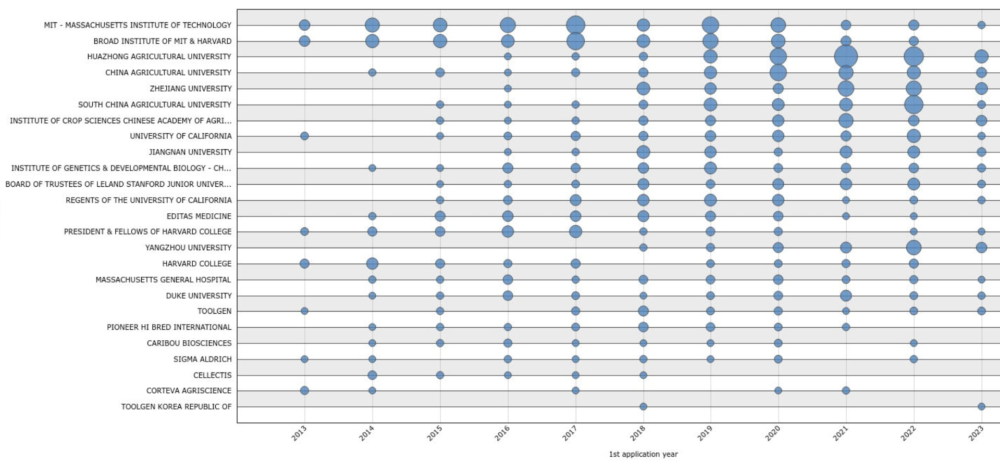 MIT - MASSACHUSETTS INSTITUTE OF TECHNOLOGY
BROAD INSTITUTE OF MIT & HARVARD
HUAZHONG AGRICULTURAL UNIVERSITY
CHINA AGRICULTURAL UNIVERSITY
ZHEJIANG UNIVERSITY
SOUTH CHINA AGRICULTURAL UNIVERSITY
INSTITUTE OF CROP SCIENCES CHINESE ACADEMY OF AGRI...
UNIVERSITY OF CALIFORNIA
JIANGNAN UNIVERSITY
INSTITUTE OF GENETICS & DEVELOPMENTAL BIOLOGY - CH...
BOARD OF TRUSTEES OF LELAND STANFORD JUNIOR UNIVER...
REGENTS OF THE UNIVERSITY OF CALIFORNIA
EDITAS MEDICINE
PRESIDENT & FELLOWS OF HARVARD COLLEGE
YANGZHOU UNIVERSITY
HARVARD COLLEGE
MASSACHUSETTS GENERAL HOSPITAL
DUKE UNIVERSITY
TOOLGEN
PIONEER HI BRED INTERNATIONAL
CARIBOU BIOSCIENCES
SIGMA ALDRICH
CELLECTIS
CORTEVA AGRISCIENCE
TOOLGEN KOREA REPUBLIC OF
2013 2014 2015 2016 2017 2018 2019 2020 2021 2022 2023
1st application year